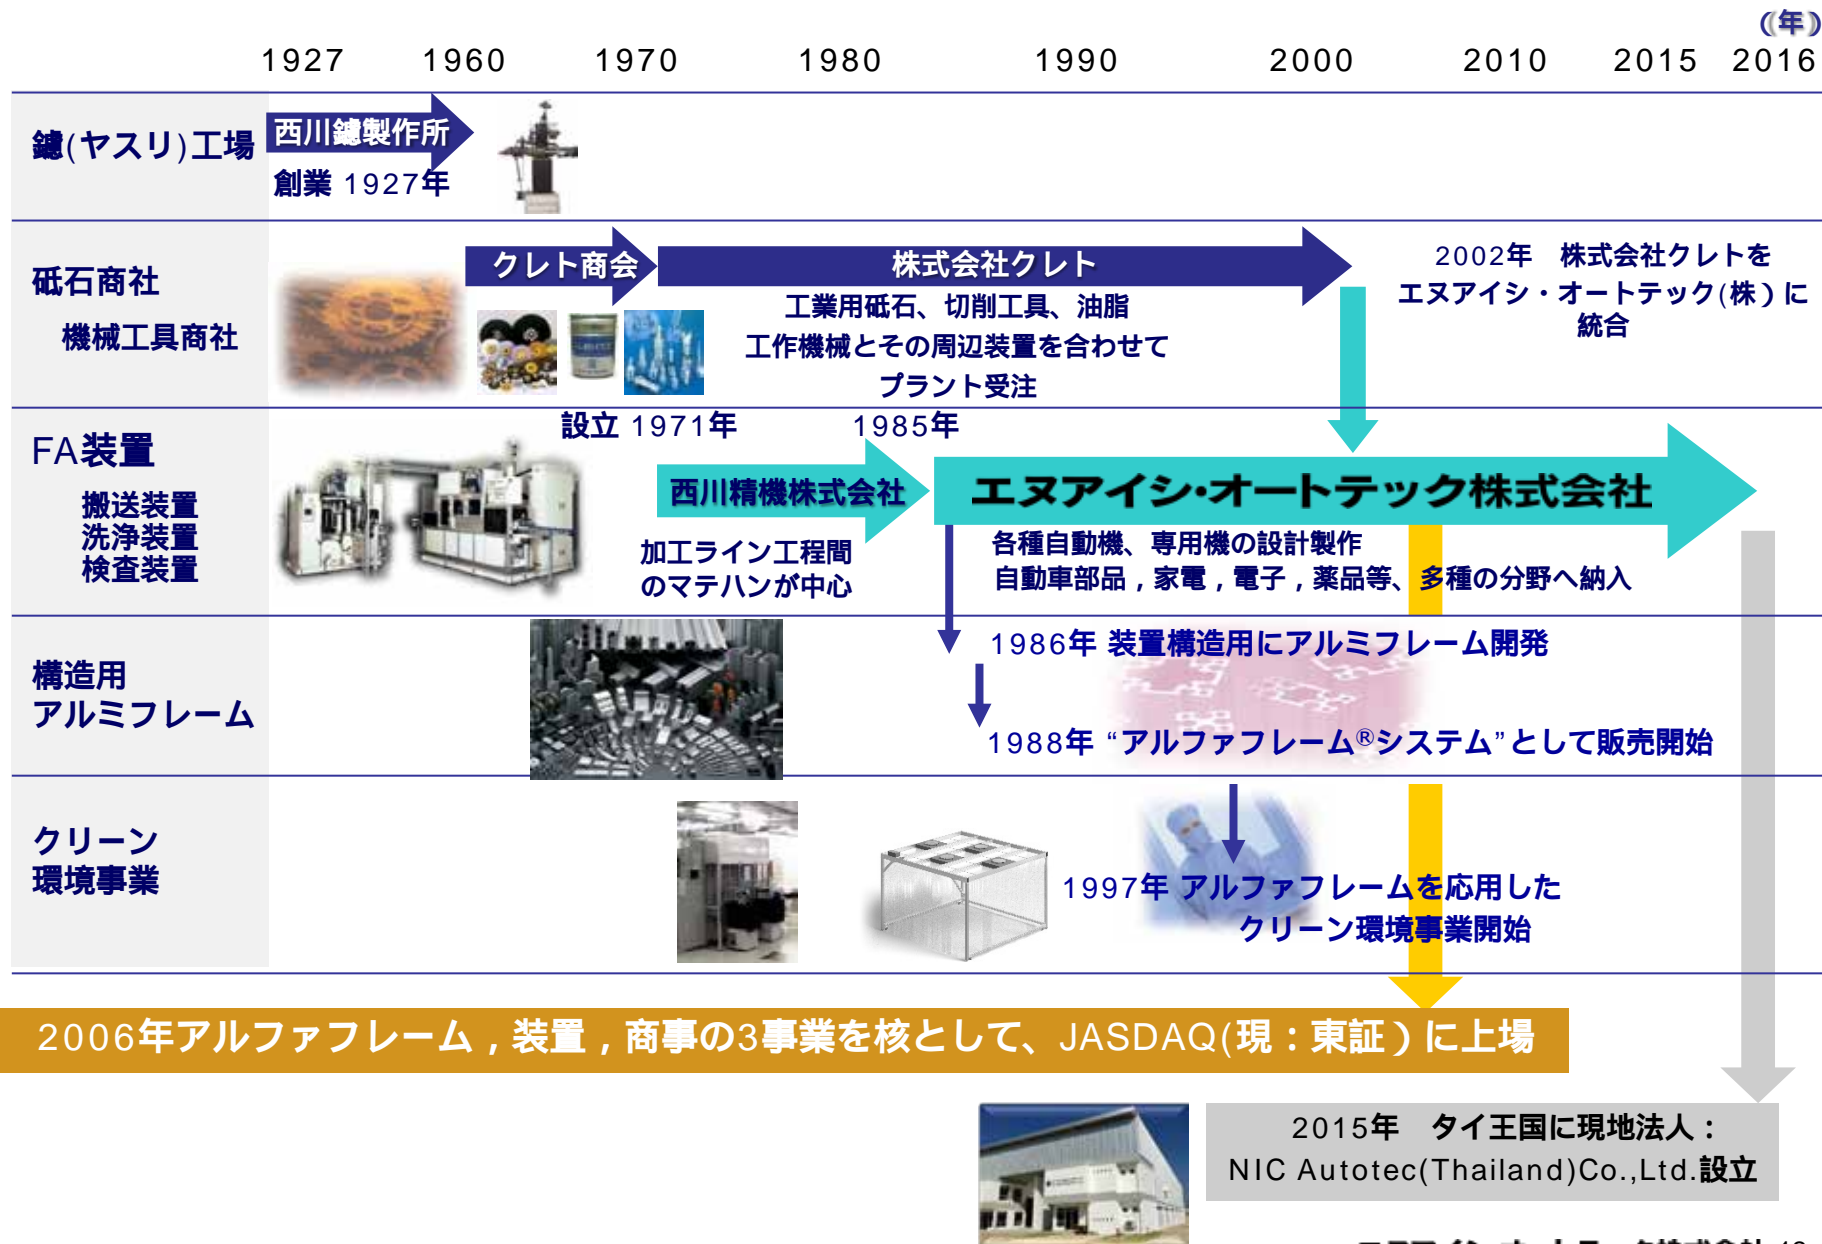 (年)
1927 1960 1970 1980 1990 2000 2010 2015 2016
鑢(ヤスリ)工場
西川鑢製作所
創業 1927年
砥石商社
機械工具商社
クレト商会
株式会社クレト
工業用砥石、切削工具、油脂
工作機械とその周辺装置を合わせて
プラント受注
2002年 株式会社クレトを
エヌアイシ・オートテック(株)に
統合
FA装置
搬送装置
洗浄装置
検査装置
設立 1971年
1985年
西川精機株式会社
エヌアイシ・オートテック株式会社
加工ライン工程間
のマテハンが中心
各種自動機、専用機の設計製作
自動車部品,家電,電子,薬品等、多種の分野へ納入
構造用
アルミフレーム
1986年 装置構造用にアルミフレーム開発
1988年 “アルファフレーム®システム”として販売開始
クリーン
環境事業
1997年 アルファフレームを応用した
クリーン環境事業開始
2006年アルファフレーム,装置,商事の3事業を核として、JASDAQ(現:東証)に上場
2015年 タイ王国に現地法人:
NIC Autotec(Thailand)Co.,Ltd.設立